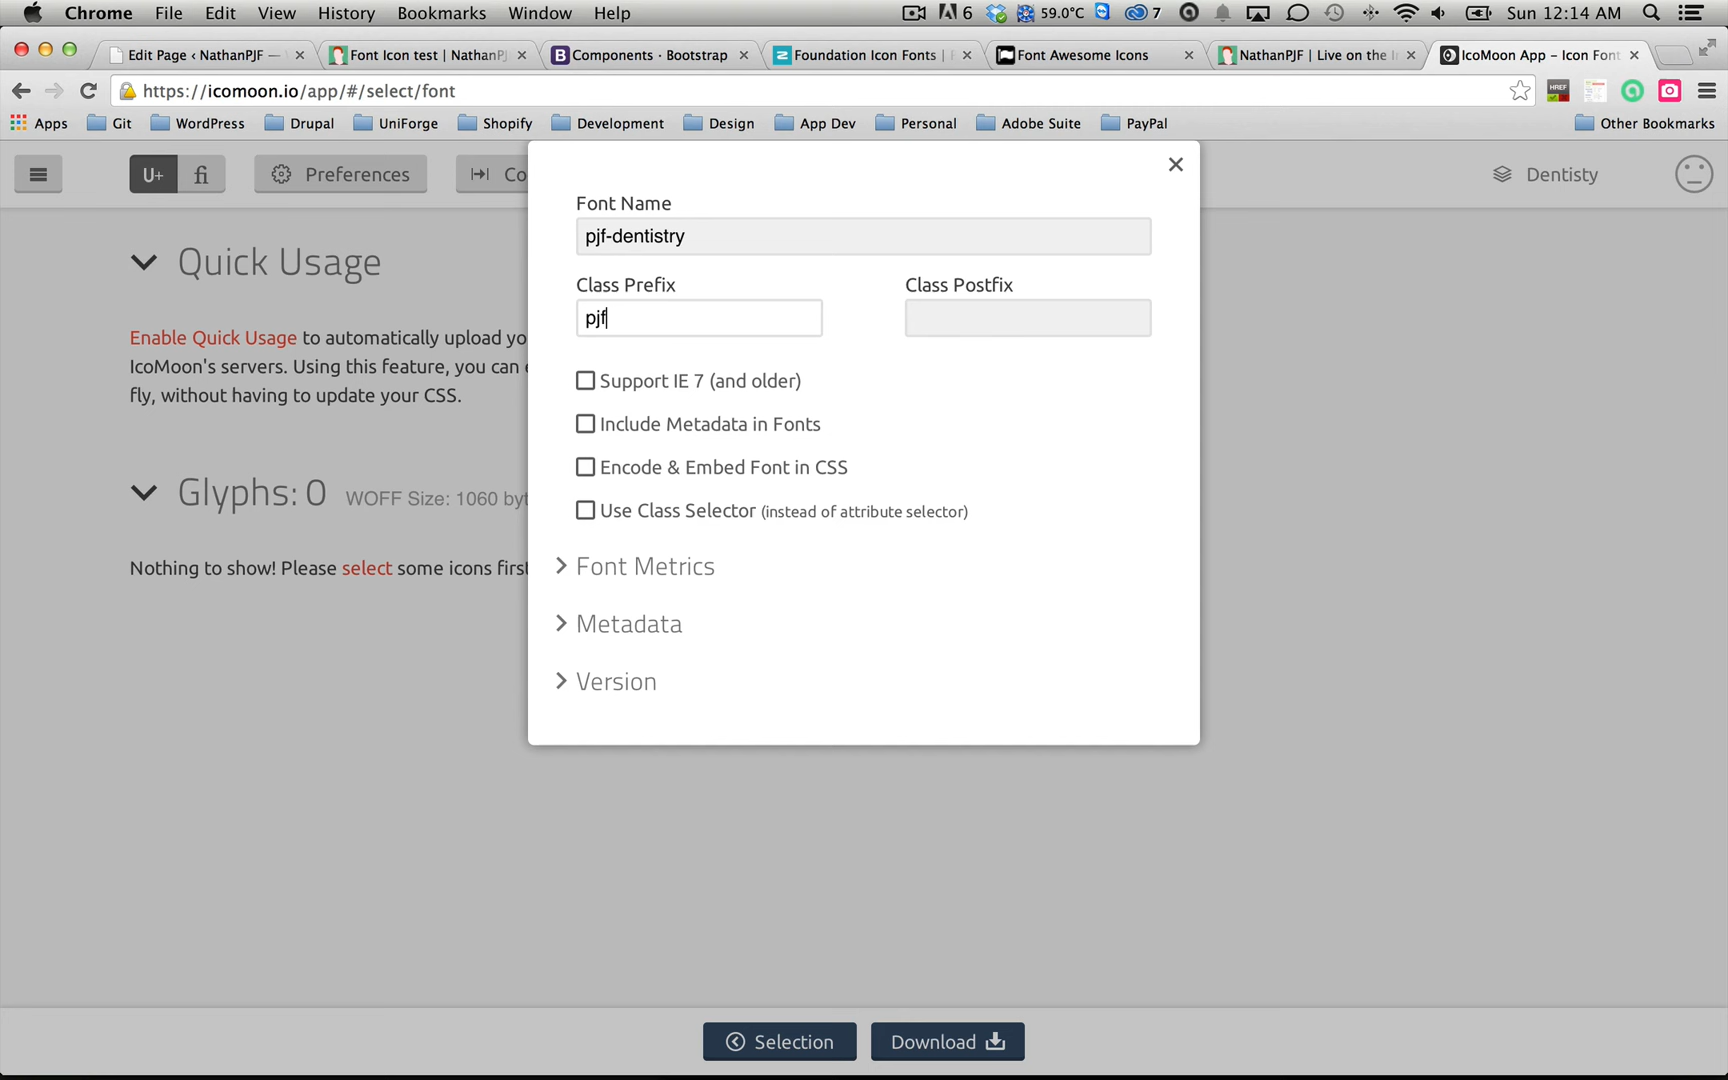 Chrome File Edit View History Bookmarks Window Help 6 59.0°C 7 Sun 12:14 AM
Edit Page ‹ NathanPJF — Font Icon test | NathanPJ Components · Bootstrap Foundation Icon Fonts | Font Awesome Icons NathanPJF | Live on the I IcoMoon App – Icon Font
https://icomoon.io/app/#/select/font HREF
Apps Git WordPress Drupal UniForge Shopify Development Design App Dev Personal Adobe Suite PayPal Other Bookmarks
U+ fi Preferences Co Dentisty
Font Name
pjf-dentistry
Class Prefix Class Postfix
pjf
Quick Usage
Enable Quick Usage to automatically upload yo
IcoMoon's servers. Using this feature, you can e
fly, without having to update your CSS.
Support IE 7 (and older)
Include Metadata in Fonts
Encode & Embed Font in CSS
Use Class Selector (instead of attribute selector)
Glyphs: 0 WOFF Size: 1060 byt
Nothing to show! Please select some icons first
Font Metrics
Metadata
Version
Selection Download